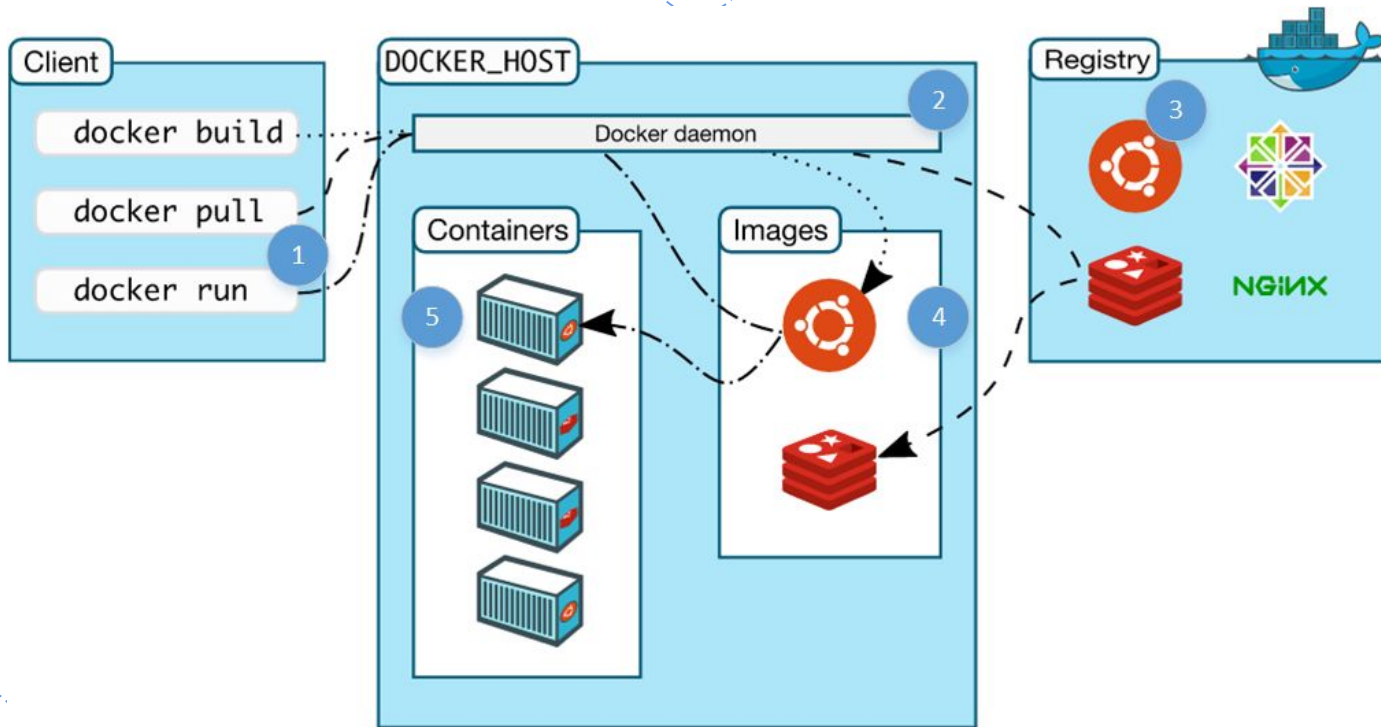 Client
docker build
docker pull
docker run
1
DOCKER_HOST
2
Docker daemon
Containers
5
Images
4
Registry
3
NGiNX